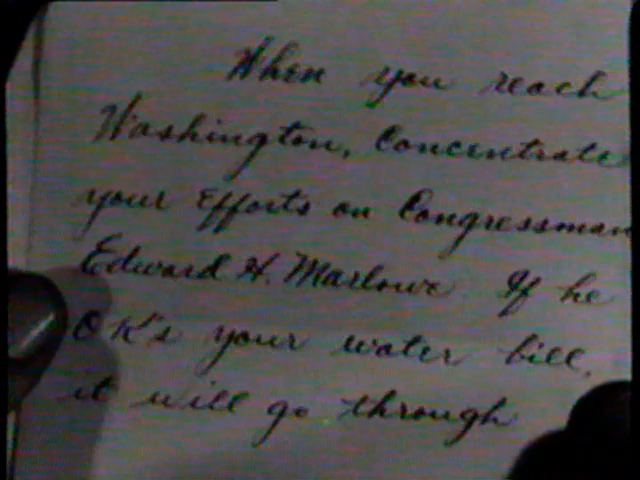 When you reach
Washington, Concentrate
your Efforts on Congressman
Edward H. Marlowe. If he
OK's your water bill,
it will go through